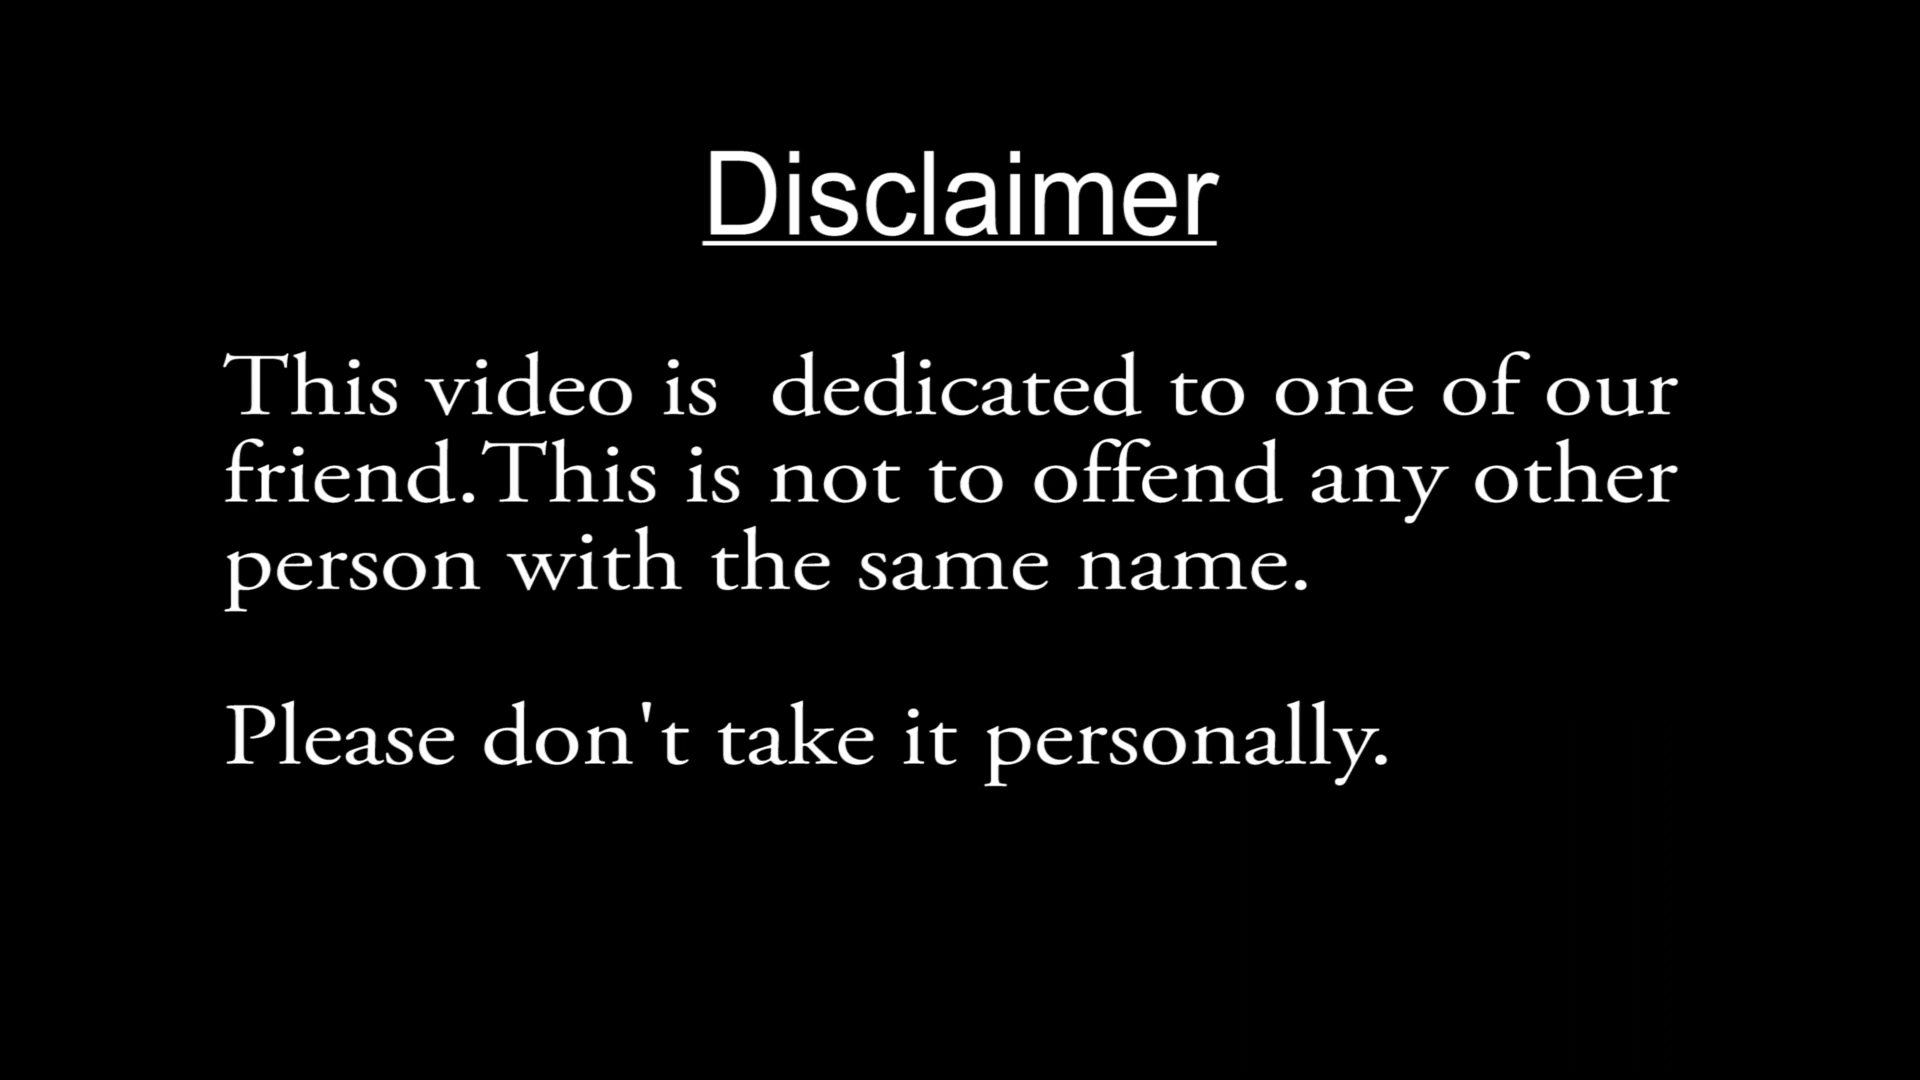 Disclaimer
This video is  dedicated to one of our
friend.This is not to offend any other
person with the same name.
Please don't take it personally.